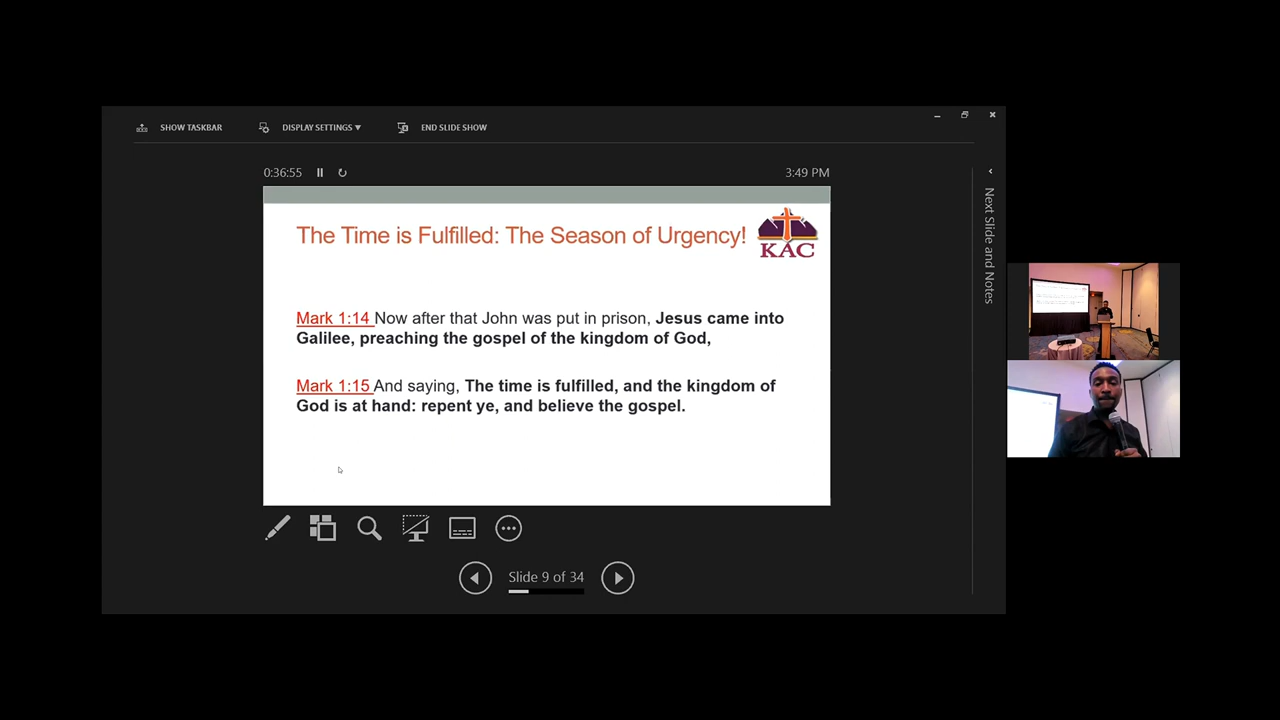 SHOW TASKBAR DISPLAY SETTINGS ▼ END SLIDE SHOW
0:36:55 3:49 PM
The Time is Fulfilled: The Season of Urgency!
KAC
Mark 1:14 Now after that John was put in prison, Jesus came into
Galilee, preaching the gospel of the kingdom of God,
Mark 1:15 And saying, The time is fulfilled, and the kingdom of
God is at hand: repent ye, and believe the gospel.
Slide 9 of 34
Next Slide and Notes